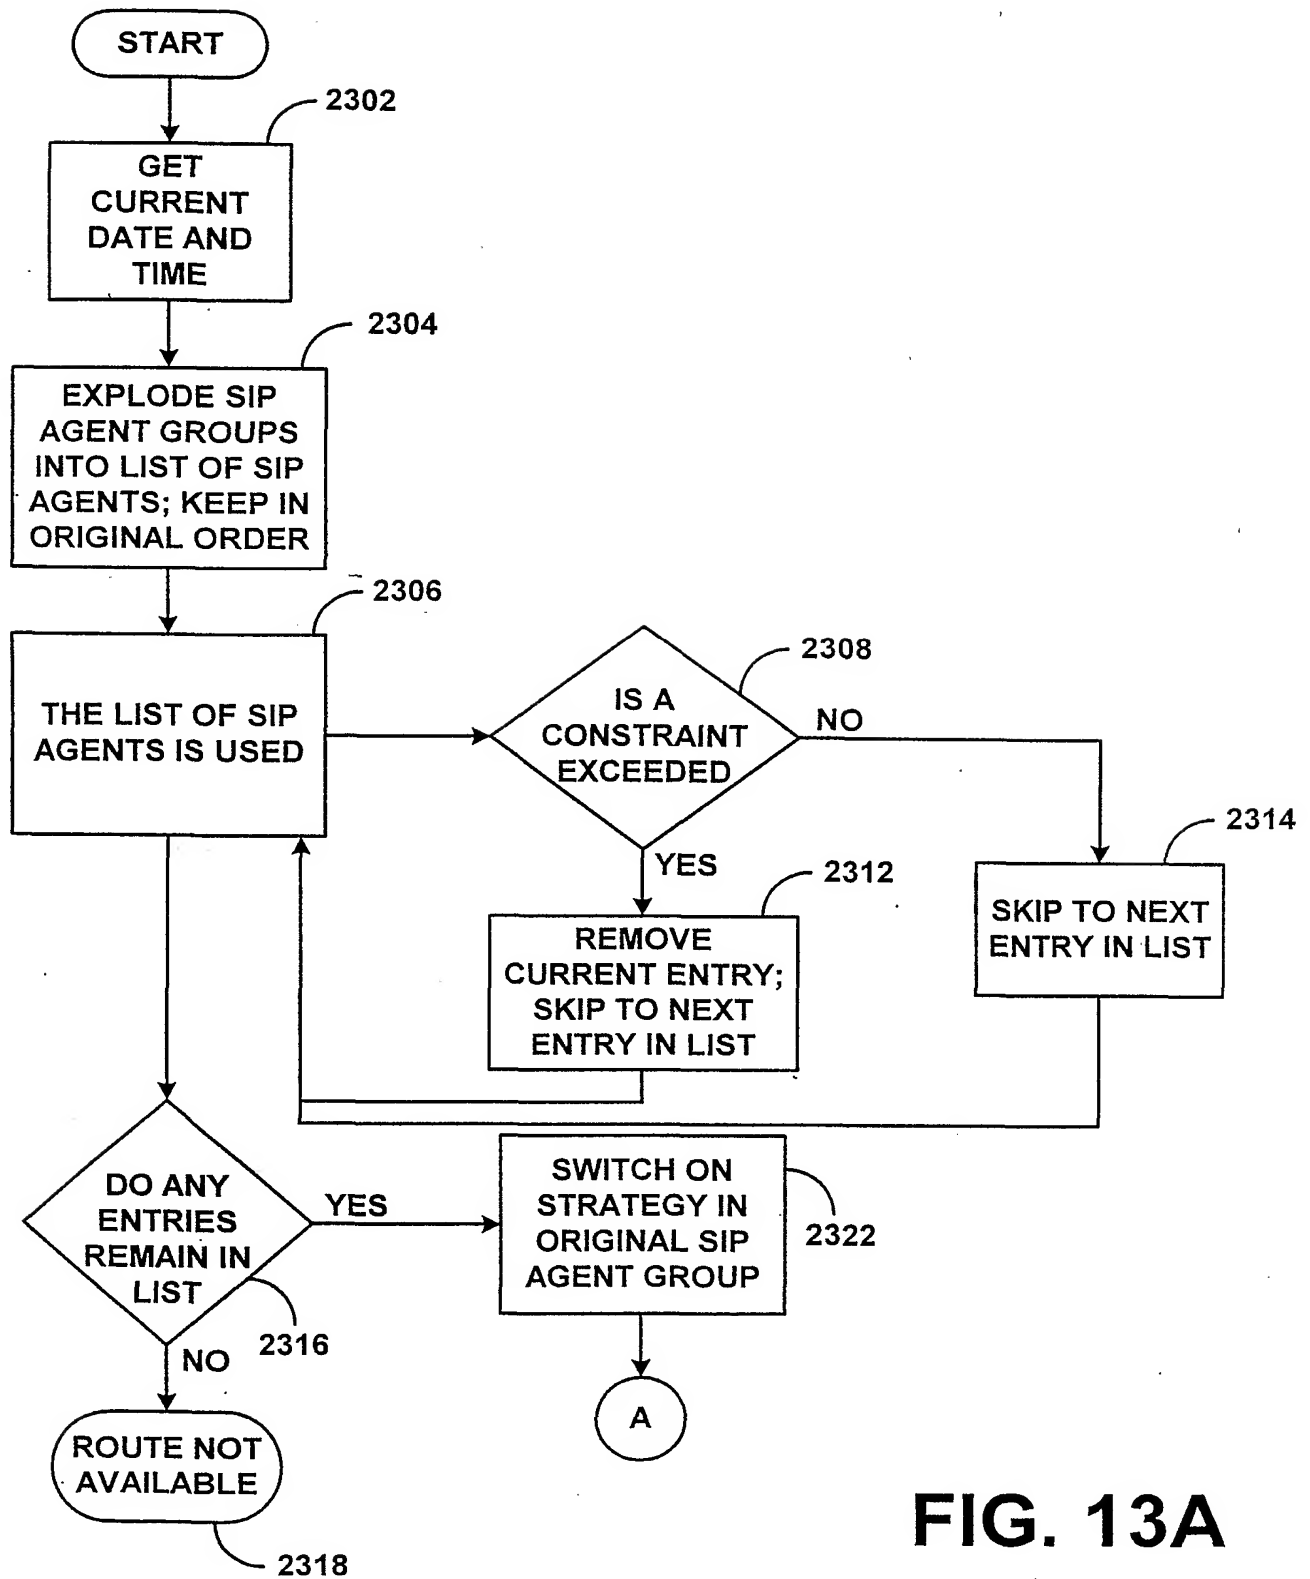 START
2302
GET
CURRENT
DATE AND
TIME
2304
EXPLODE SIP
AGENT GROUPS
INTO LIST OF SIP
AGENTS; KEEP IN
ORIGINAL ORDER
2306
THE LIST OF SIP
AGENTS IS USED
2308
IS A
CONSTRAINT
EXCEEDED
NO
YES
2314
SKIP TO NEXT
ENTRY IN LIST
2312
REMOVE
CURRENT ENTRY;
SKIP TO NEXT
ENTRY IN LIST
DO ANY
ENTRIES
REMAIN IN
LIST
2316
YES
NO
SWITCH ON
STRATEGY IN
ORIGINAL SIP
AGENT GROUP
2322
A
ROUTE NOT
AVAILABLE
2318
FIG. 13A